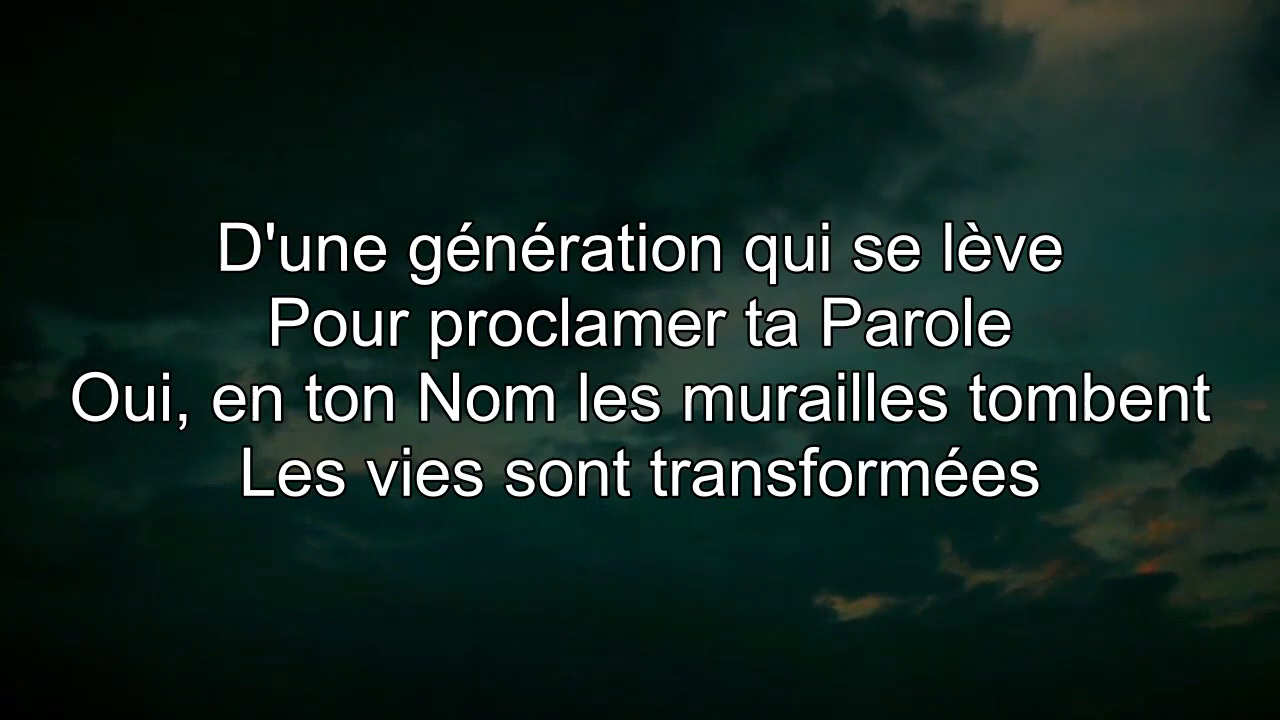 D'une génération qui se lève
Pour proclamer ta Parole
Oui, en ton Nom les murailles tombent
Les vies sont transformées